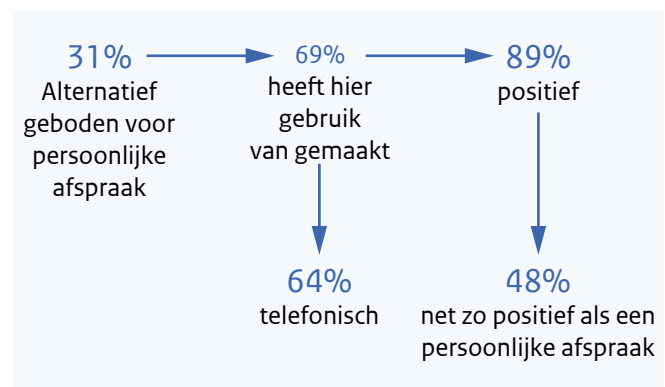 31%
Alternatief
geboden voor
persoonlijke
afspraak
69%
heeft hier
gebruik
van gemaakt
89%
positief
64%
telefonisch
48%
net zo positief als een
persoonlijke afspraak